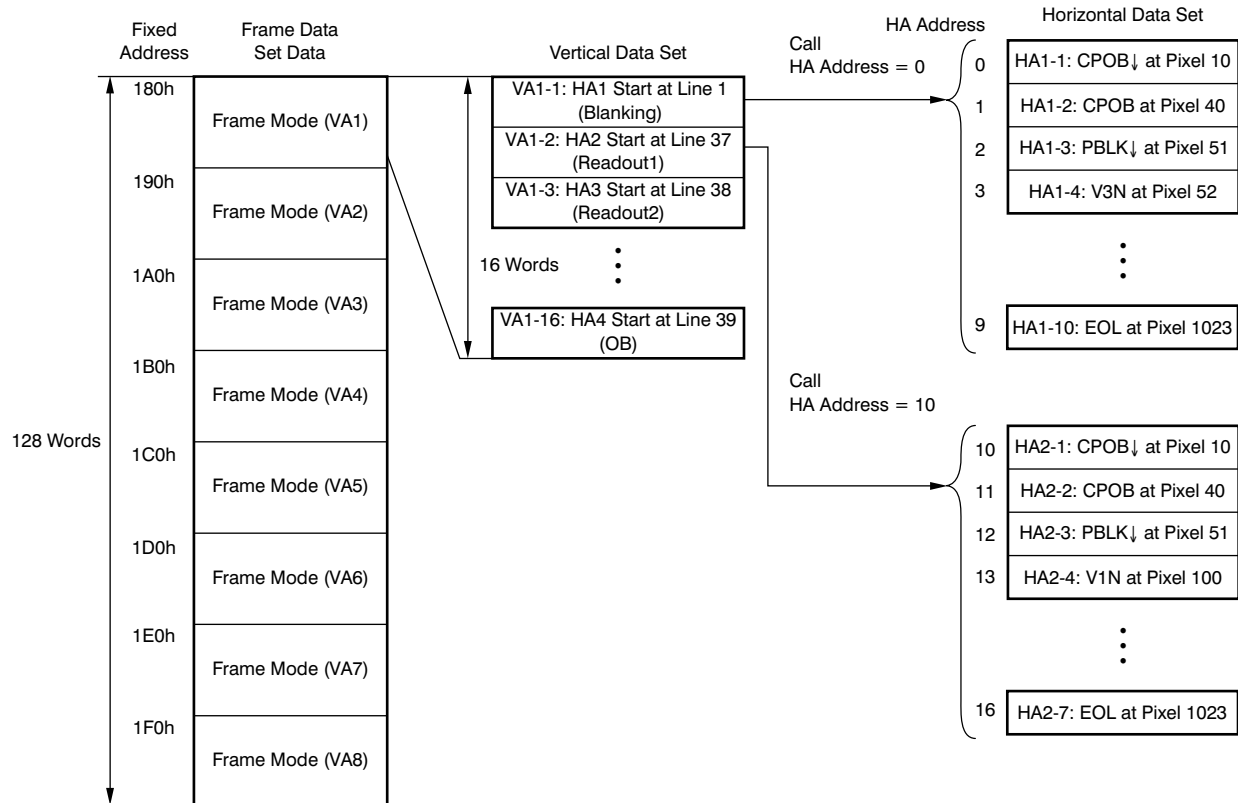 Fixed
Address
Frame Data
Set Data
Vertical Data Set
Call
HA Address = 0
HA Address
Horizontal Data Set
128 Words
180h
Frame Mode (VA1)
190h
Frame Mode (VA2)
1A0h
Frame Mode (VA3)
1B0h
Frame Mode (VA4)
1C0h
Frame Mode (VA5)
1D0h
Frame Mode (VA6)
1E0h
Frame Mode (VA7)
1F0h
Frame Mode (VA8)
16 Words
VA1-1: HA1 Start at Line 1
(Blanking)
VA1-2: HA2 Start at Line 37
(Readout1)
VA1-3: HA3 Start at Line 38
(Readout2)
VA1-16: HA4 Start at Line 39
(OB)
0 HA1-1: CPOB↓ at Pixel 10
1 HA1-2: CPOB at Pixel 40
2 HA1-3: PBLK↓ at Pixel 51
3 HA1-4: V3N at Pixel 52
9 HA1-10: EOL at Pixel 1023
Call
HA Address = 10
10 HA2-1: CPOB↓ at Pixel 10
11 HA2-2: CPOB at Pixel 40
12 HA2-3: PBLK↓ at Pixel 51
13 HA2-4: V1N at Pixel 100
16 HA2-7: EOL at Pixel 1023